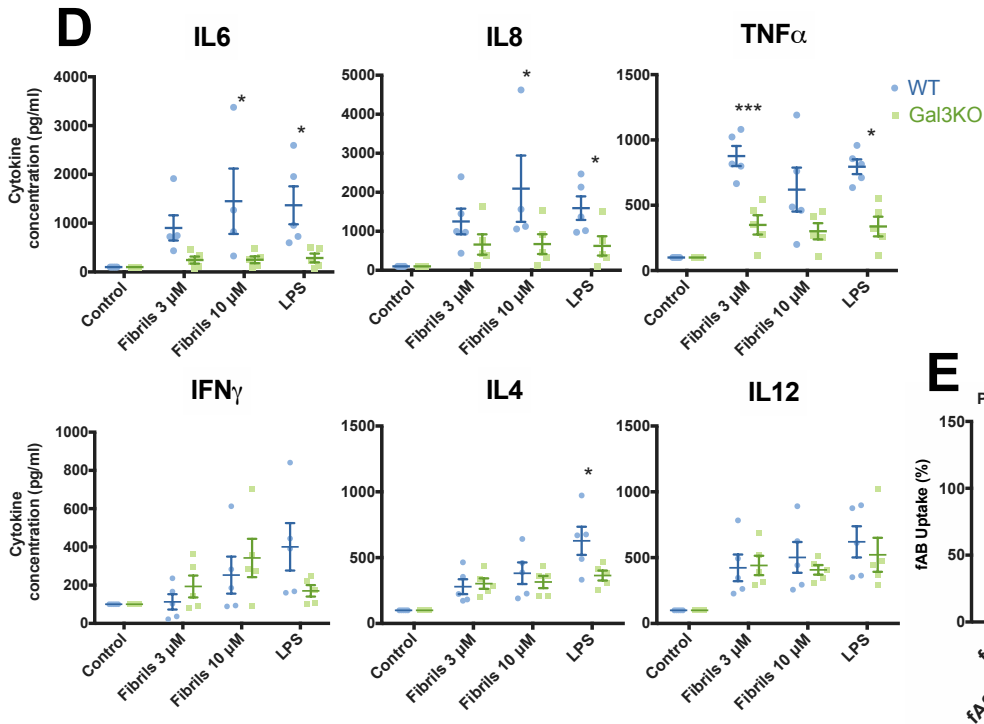 D
IL6
IL8
TNFα
WT
Gal3KO
Cytokine
concentration (pg/ml)
4000
3000
2000
1000
0
*
*
Control
Fibrils 3 µM
Fibrils 10 µM
LPS
5000
4000
3000
2000
1000
0
*
*
Control
Fibrils 3 µM
Fibrils 10 µM
LPS
1500
1000
500
0
***
*
Control
Fibrils 3 µM
Fibrils 10 µM
LPS
IFNγ
IL4
IL12
Cytokine
concentration (pg/ml)
1000
800
600
400
200
0
Control
Fibrils 3 µM
Fibrils 10 µM
LPS
1500
1000
500
0
*
Control
Fibrils 3 µM
Fibrils 10 µM
LPS
1500
1000
500
0
Control
Fibrils 3 µM
Fibrils 10 µM
LPS
E
fAB Uptake (%)
150
100
50
0